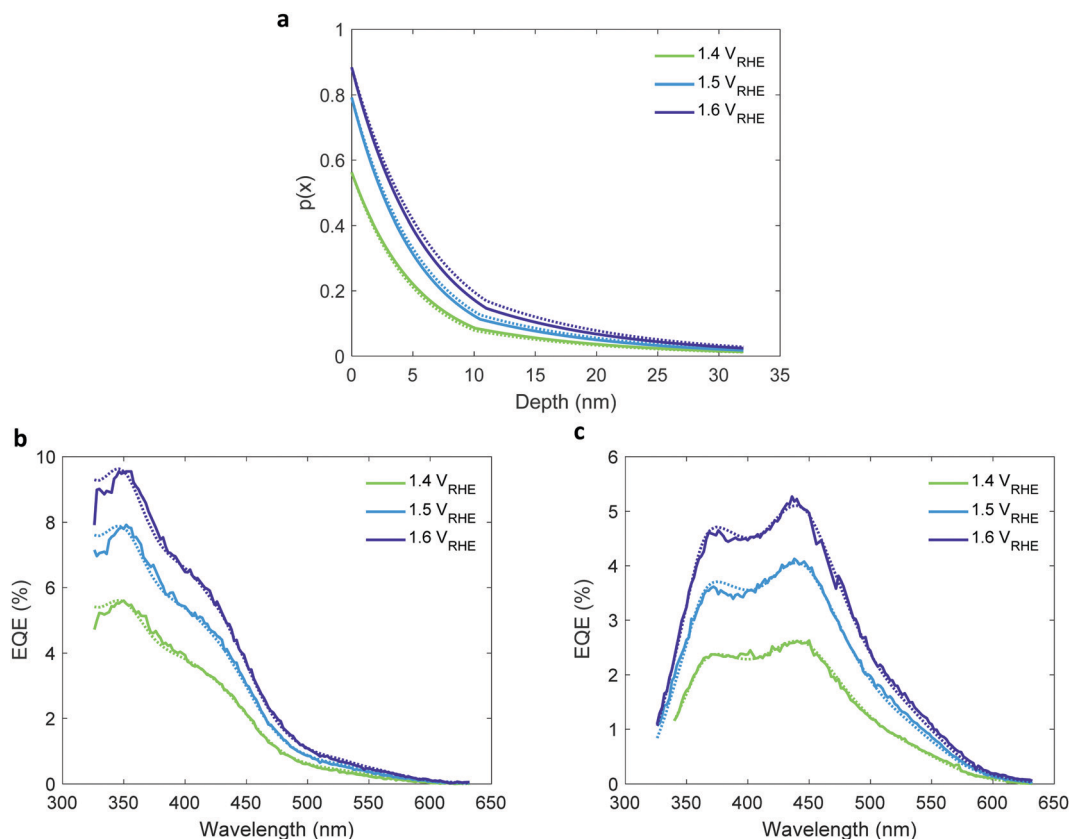 a
1
0.8
0.6
0.4
0.2
0
p(x)
0 5 10 15 20 25 30 35
Depth (nm)
1.4 V_RHE
1.5 V_RHE
1.6 V_RHE
b
10
8
6
4
2
0
EQE (%)
300 350 400 450 500 550 600 650
Wavelength (nm)
1.4 V_RHE
1.5 V_RHE
1.6 V_RHE
c
6
5
4
3
2
1
0
EQE (%)
300 350 400 450 500 550 600 650
Wavelength (nm)
1.4 V_RHE
1.5 V_RHE
1.6 V_RHE